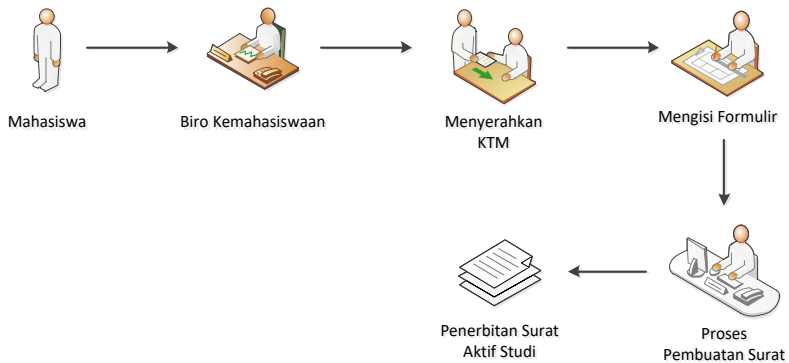 Mahasiswa
Biro Kemahasiswaan
Menyerahkan
KTM
Mengisi Formulir
Proses
Pembuatan Surat
Penerbitan Surat
Aktif Studi